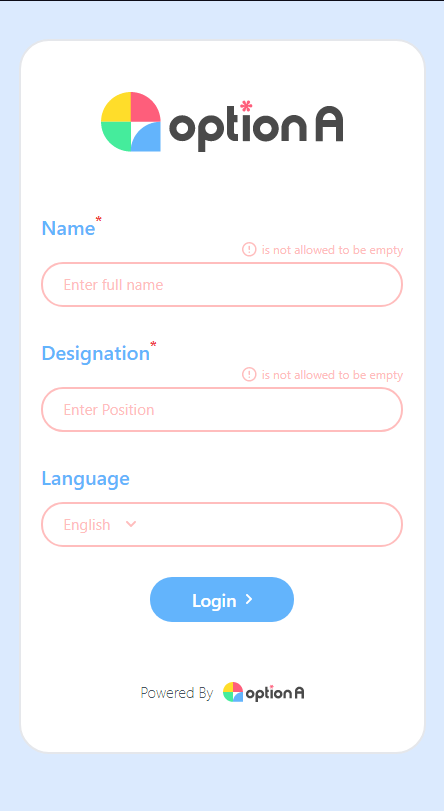 option A
Name*
is not allowed to be empty
Enter full name
Designation*
is not allowed to be empty
Enter Position
Language
English
Login
Powered By option A